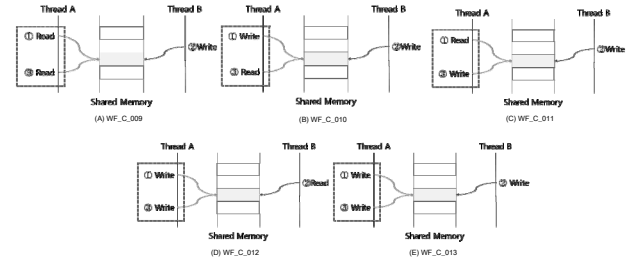 Thread A Thread B
① Read
②Write
③ Read
Shared Memory
(A) WF_C_009
Thread A Thread B
① Write
②Write
③ Read
Shared Memory
(B) WF_C_010
Thread A Thread B
① Read
②Write
③ Write
Shared Memory
(C) WF_C_011
Thread A Thread B
① Write
②Read
③ Write
Shared Memory
(D) WF_C_012
Thread A Thread B
① Write
② Write
③ Write
Shared Memory
(E) WF_C_013